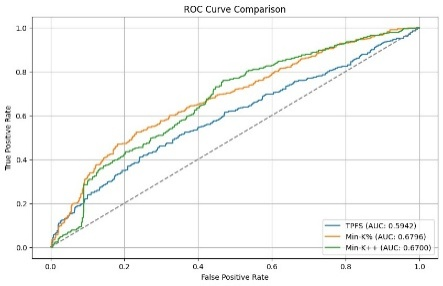 ROC Curve Comparison
1.0
0.8
0.6
0.4
0.2
0.0
True Positive Rate
0.0 0.2 0.4 0.6 0.8 1.0
False Positive Rate
TPFS (AUC: 0.5942)
Min-K% (AUC: 0.6796)
Min-K++ (AUC: 0.6700)